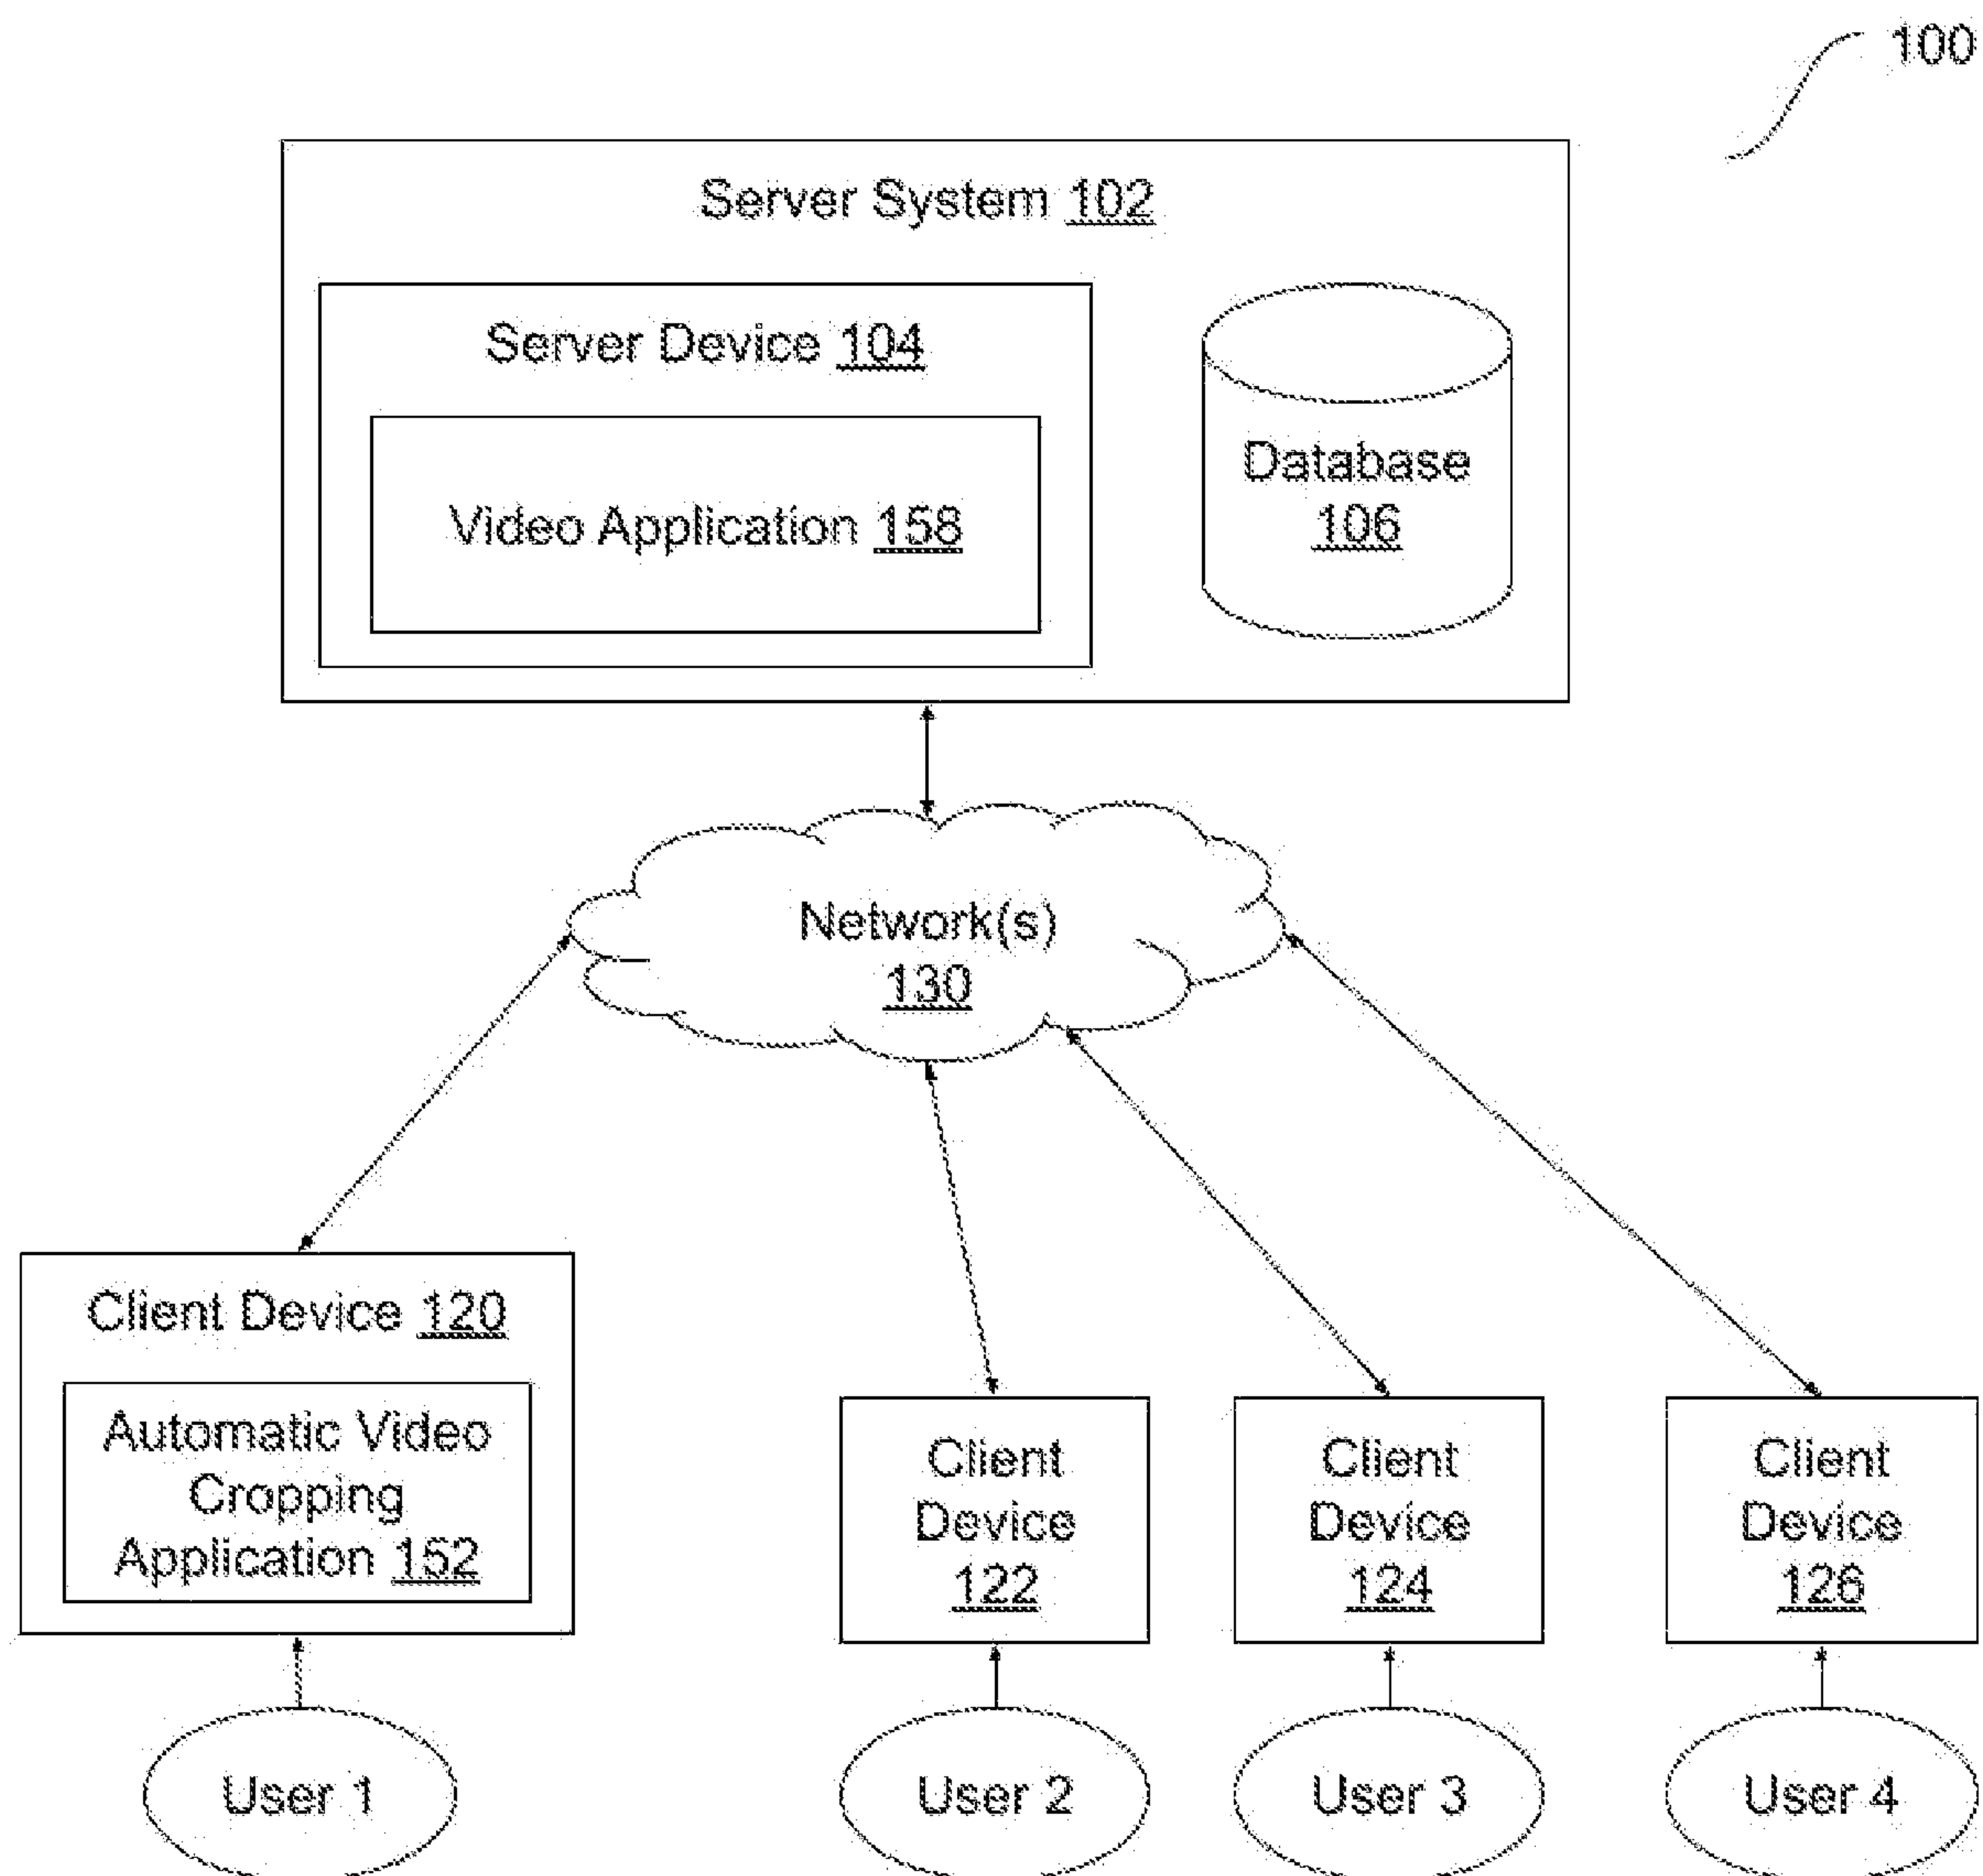 100
Server System 102
Server Device 104
Video Application 158
Database
106
Network(s)
130
Client Device 120
Automatic Video
Cropping
Application 152
Client
Device
122
Client
Device
124
Client
Device
126
User 1
User 2
User 3
User 4